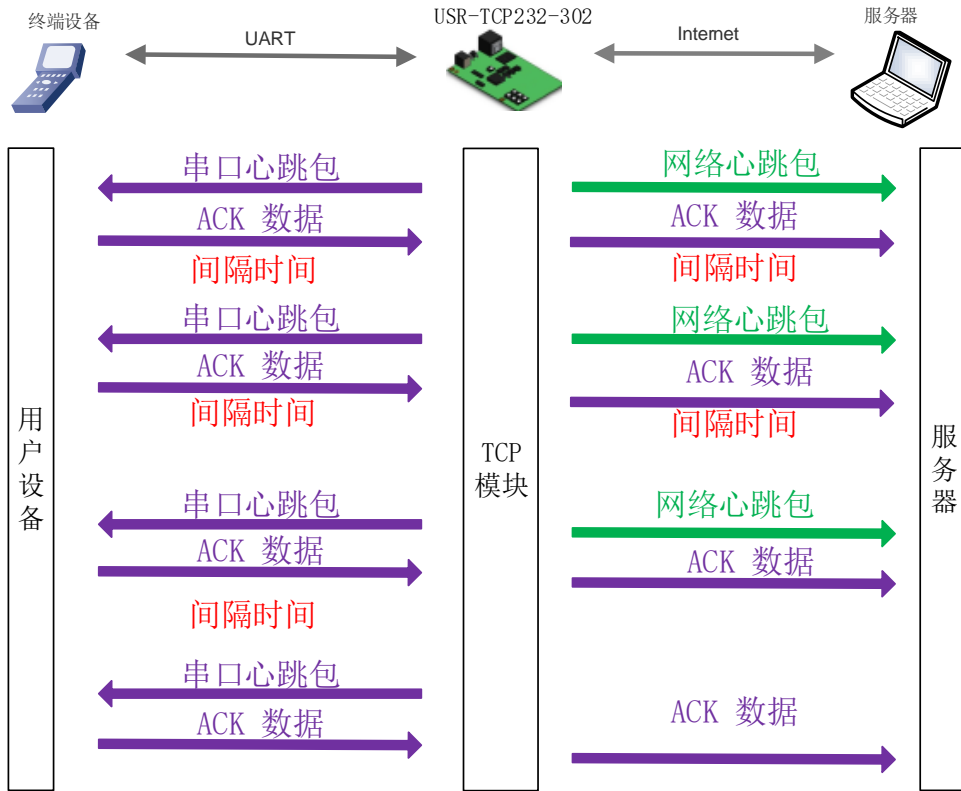 终端设备
UART
USR-TCP232-302
Internet
服务器
串口心跳包
网络心跳包
ACK 数据
ACK 数据
间隔时间
间隔时间
串口心跳包
网络心跳包
ACK 数据
ACK 数据
间隔时间
间隔时间
用户设备
TCP
模块
服务器
串口心跳包
网络心跳包
ACK 数据
ACK 数据
间隔时间
串口心跳包
ACK 数据
ACK 数据